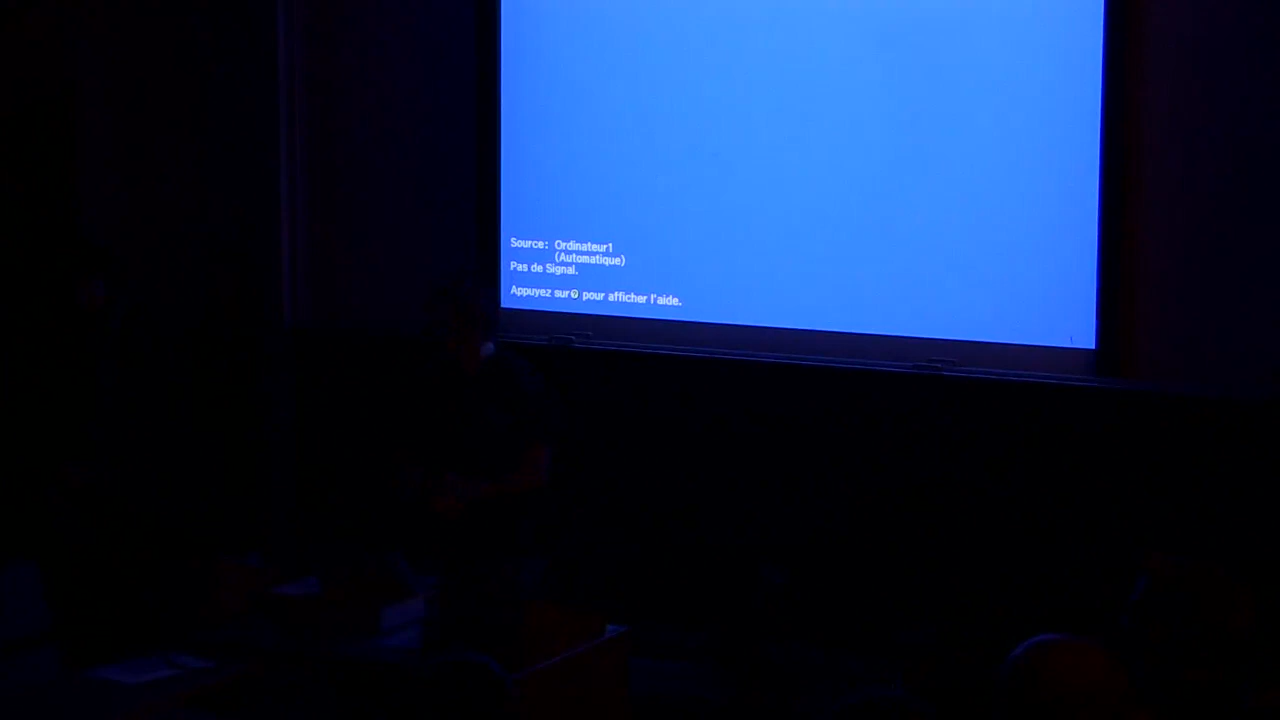 Source: Ordinateur1
(Automatique)
Pas de Signal.
Appuyez sur? pour afficher l'aide.